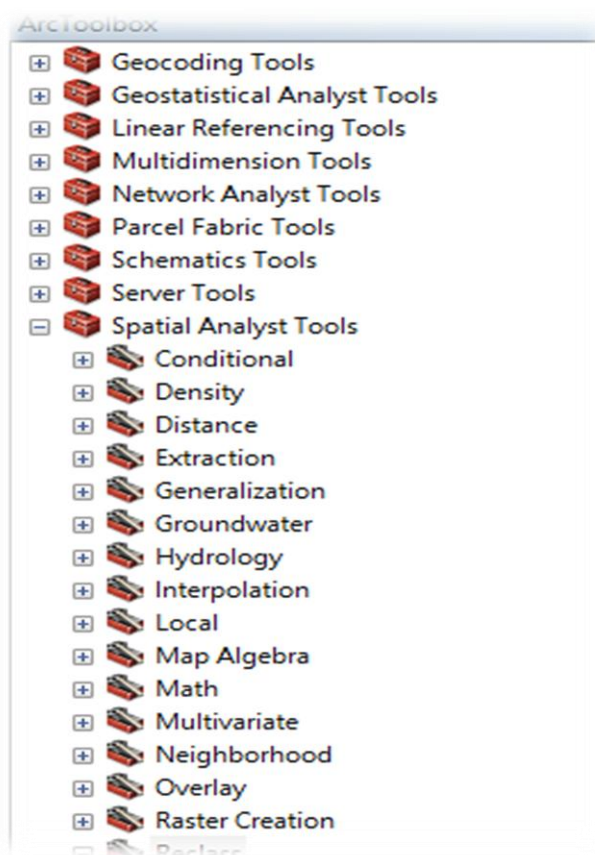 ArcToolbox
Geocoding Tools
Geostatistical Analyst Tools
Linear Referencing Tools
Multidimension Tools
Network Analyst Tools
Parcel Fabric Tools
Schematics Tools
Server Tools
Spatial Analyst Tools
Conditional
Density
Distance
Extraction
Generalization
Groundwater
Hydrology
Interpolation
Local
Map Algebra
Math
Multivariate
Neighborhood
Overlay
Raster Creation
Reclass